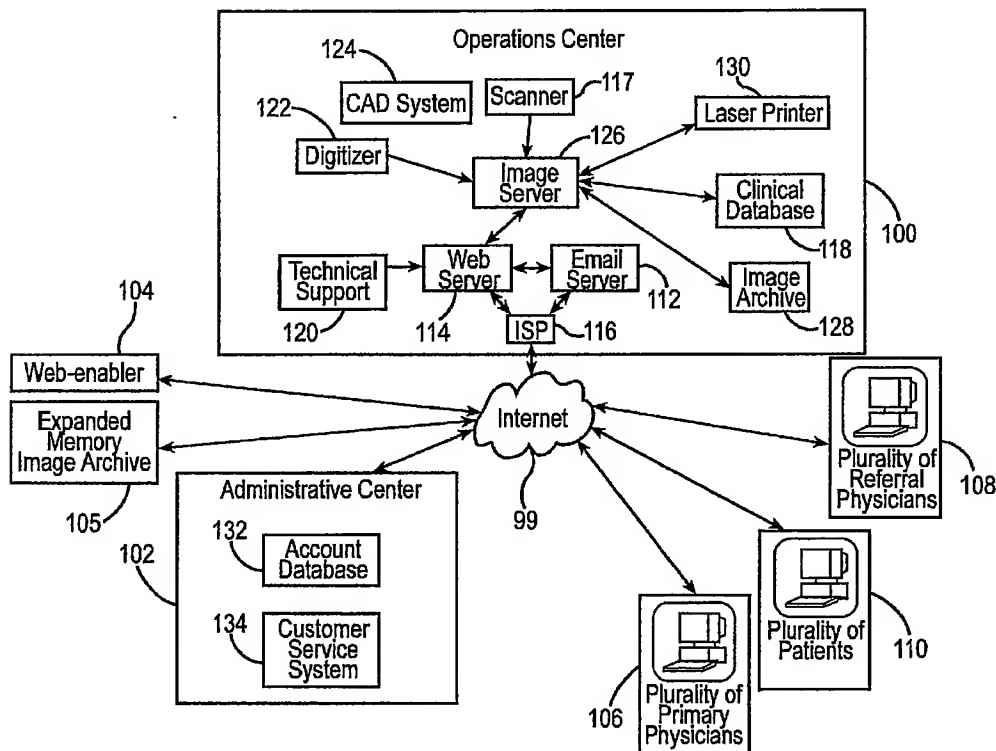 Operations Center
124
CAD System
Scanner
117
130
Laser Printer
122
Digitizer
126
Image
Server
Clinical
Database
118
100
Technical
Support
120
Web
Server
114
Email
Server
112
Image
Archive
128
ISP
116
104
Web-enabler
Expanded
Memory
Image Archive
105
Internet
99
Plurality of
Referral
Physicians
108
Administrative Center
102
132
Account
Database
134
Customer
Service
System
106
Plurality of
Primary
Physicians
Plurality of
Patients
110